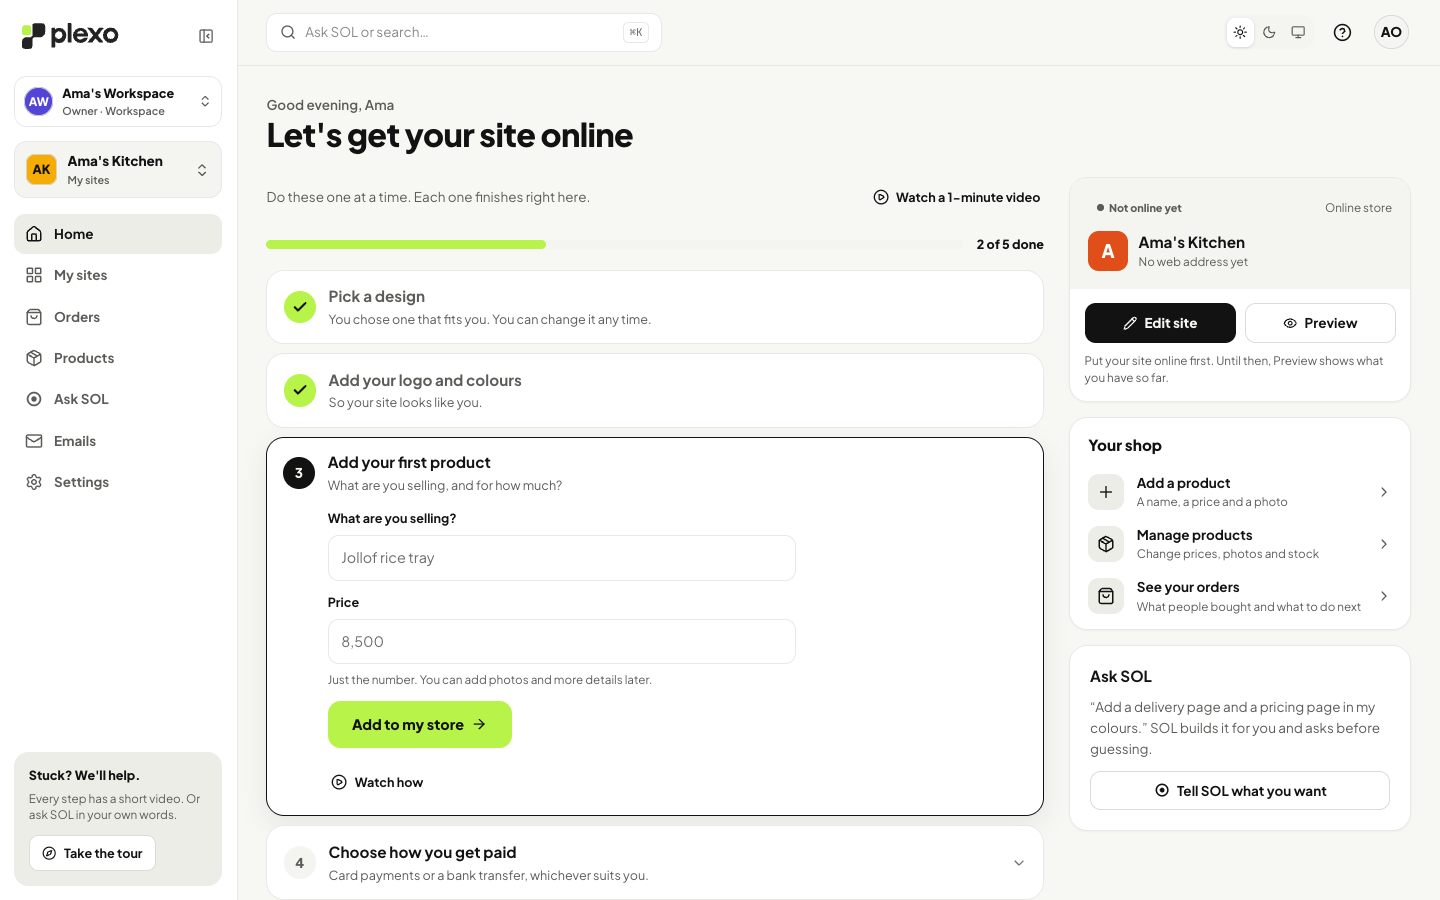 plexo
AW
Ama's Workspace
Owner · Workspace
AK
Ama's Kitchen
My sites
Home
My sites
Orders
Products
Ask SOL
Emails
Settings
Stuck? We'll help.
Every step has a short video. Or
ask SOL in your own words.
Take the tour
Ask SOL or search...
⌘K
AO
Good evening, Ama
Let's get your site online
Do these one at a time. Each one finishes right here.
Watch a 1-minute video
2 of 5 done
Pick a design
You chose one that fits you. You can change it any time.
Add your logo and colours
So your site looks like you.
3
Add your first product
What are you selling, and for how much?
What are you selling?
Jollof rice tray
Price
8,500
Just the number. You can add photos and more details later.
Add to my store
Watch how
4
Choose how you get paid
Card payments or a bank transfer, whichever suits you.
Not online yet
Online store
A
Ama's Kitchen
No web address yet
Edit site
Preview
Put your site online first. Until then, Preview shows what
you have so far.
Your shop
Add a product
A name, a price and a photo
Manage products
Change prices, photos and stock
See your orders
What people bought and what to do next
Ask SOL
“Add a delivery page and a pricing page in my
colours.” SOL builds it for you and asks before
guessing.
Tell SOL what you want